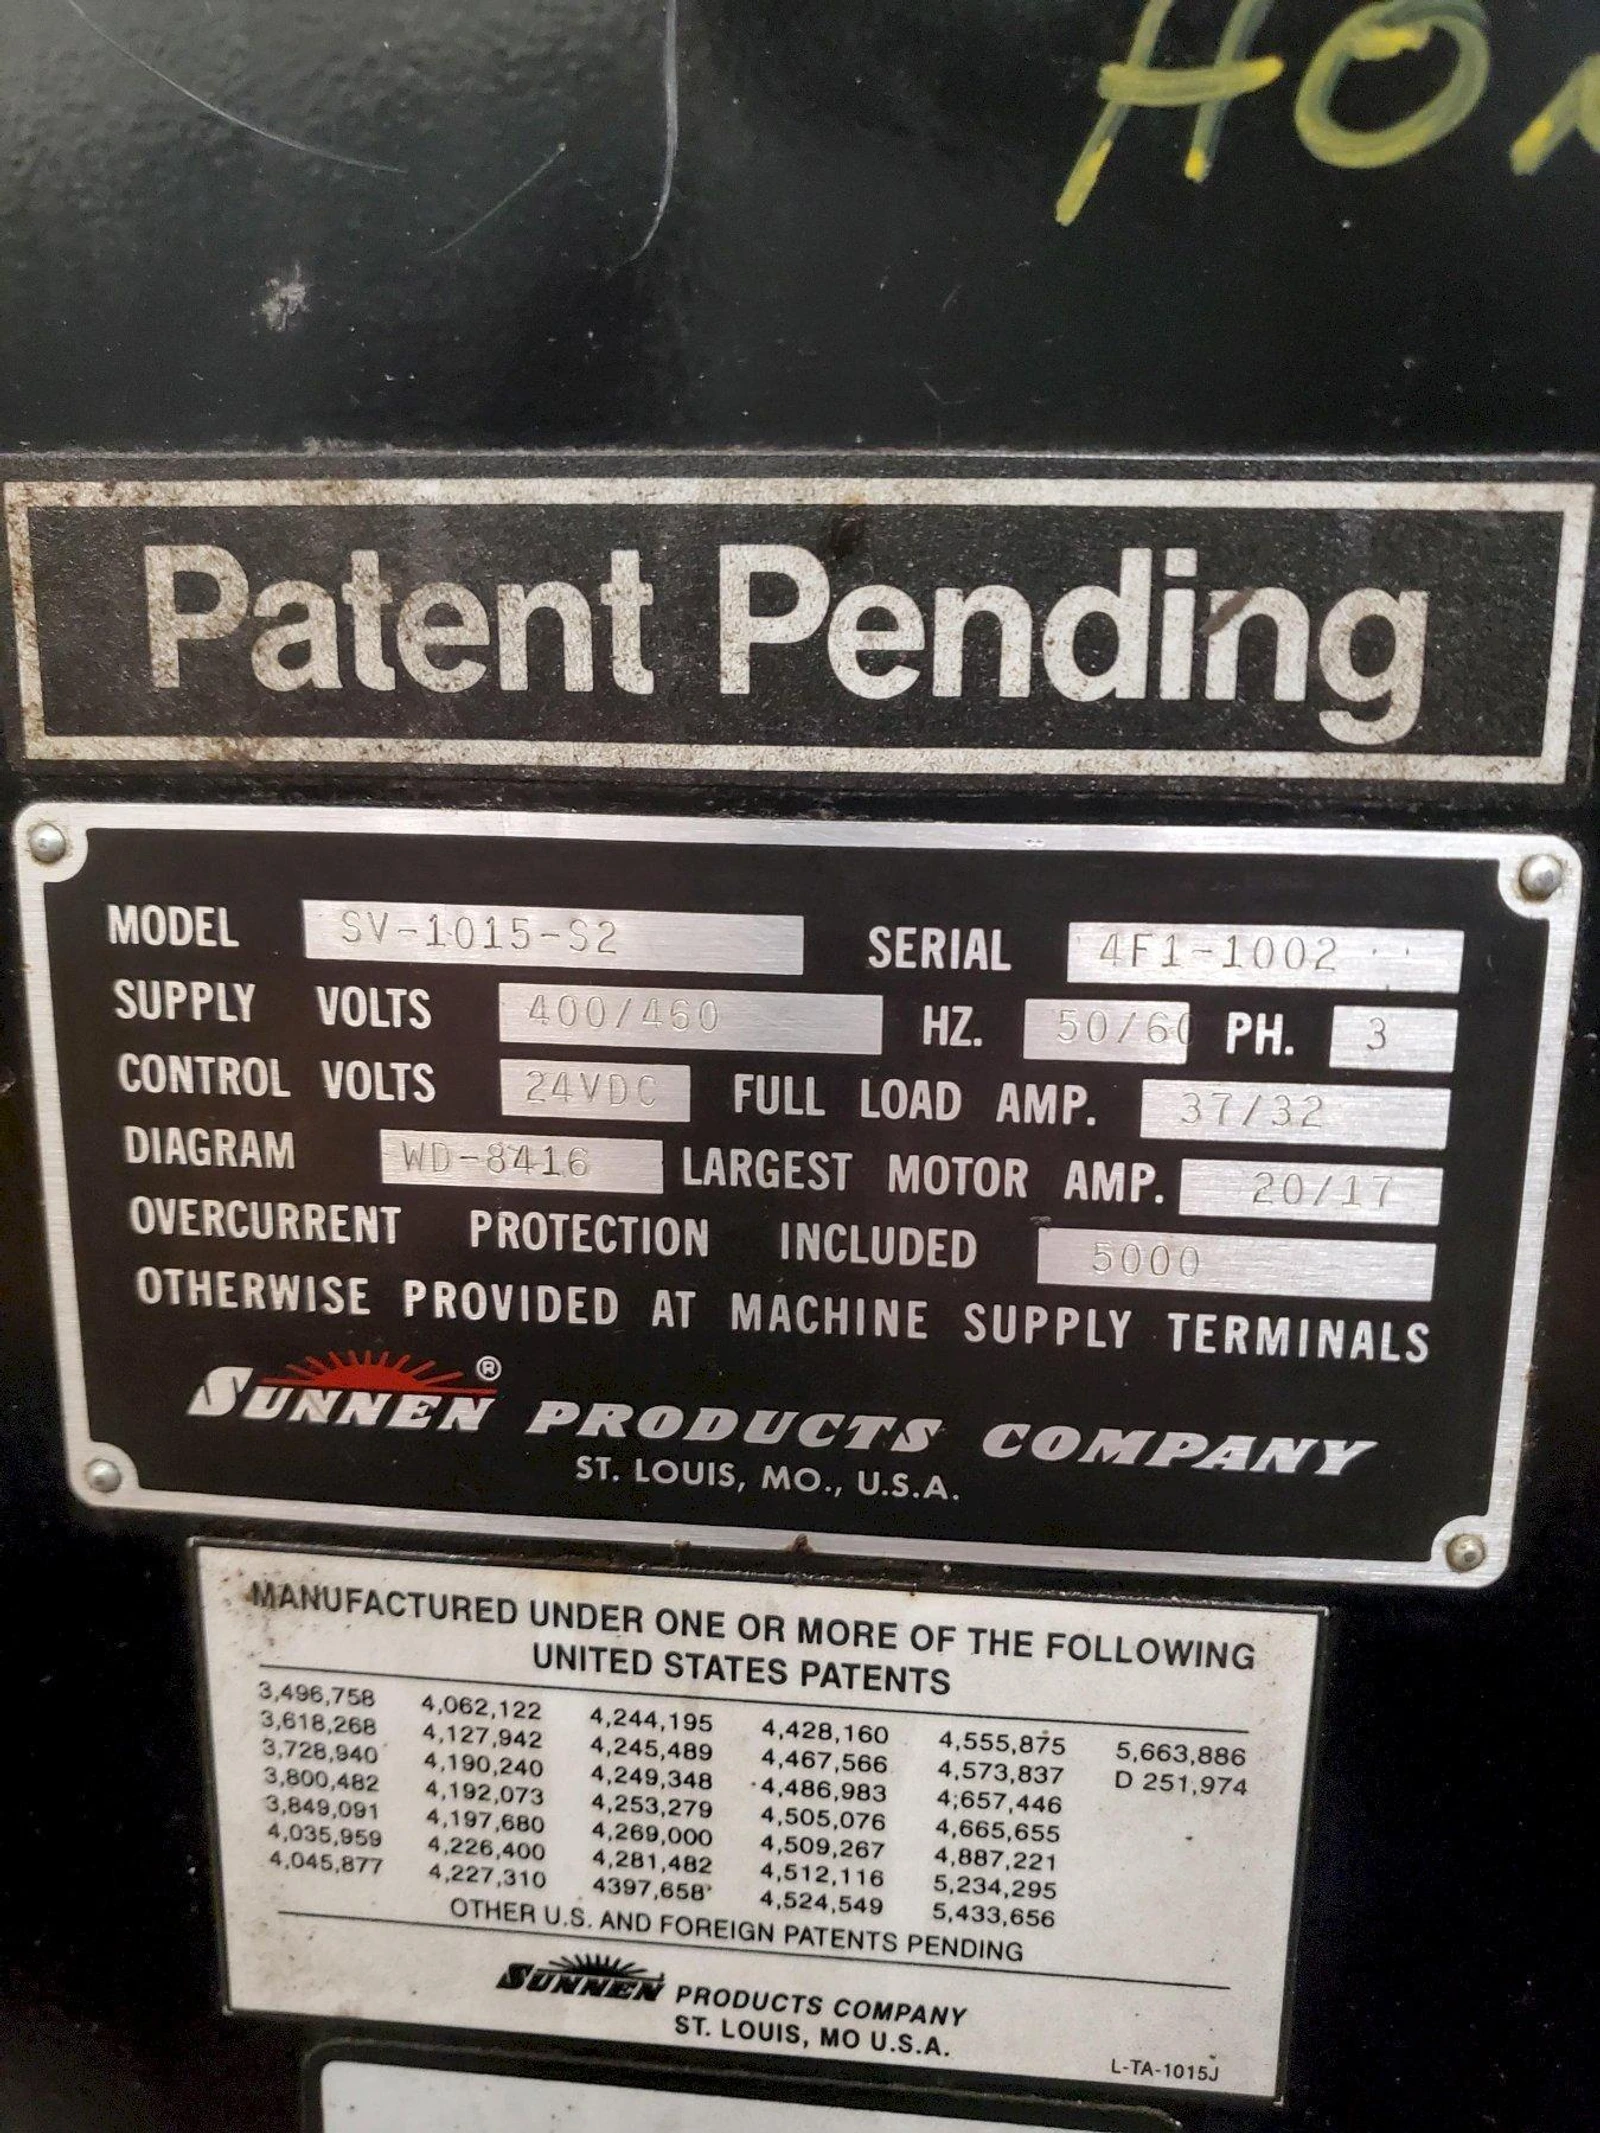 HON
Patent Pending
MODEL SV-1015-S2 SERIAL 4F1-1002
SUPPLY VOLTS 400/460 HZ. 50/60 PH. 3
CONTROL VOLTS 24VDC FULL LOAD AMP. 37/32
DIAGRAM WD-8416 LARGEST MOTOR AMP. 20/17
OVERCURRENT PROTECTION INCLUDED 5000
OTHERWISE PROVIDED AT MACHINE SUPPLY TERMINALS
SUNNEN® PRODUCTS COMPANY
ST. LOUIS, MO., U.S.A.
MANUFACTURED UNDER ONE OR MORE OF THE FOLLOWING
UNITED STATES PATENTS
3,496,758 4,062,122 4,244,195 4,428,160 4,555,875 5,663,886
3,618,268 4,127,942 4,245,489 4,467,566 4,573,837 D 251,974
3,728,940 4,190,240 4,249,348 4,486,983 4,657,446
3,800,482 4,192,073 4,253,279 4,505,076 4,665,655
3,849,091 4,197,680 4,269,000 4,509,267 4,887,221
4,035,959 4,226,400 4,281,482 4,512,116 5,234,295
4,045,877 4,227,310 4397,658 4,524,549 5,433,656
OTHER U.S. AND FOREIGN PATENTS PENDING
SUNNEN PRODUCTS COMPANY
ST. LOUIS, MO U.S.A.
L-TA-1015J